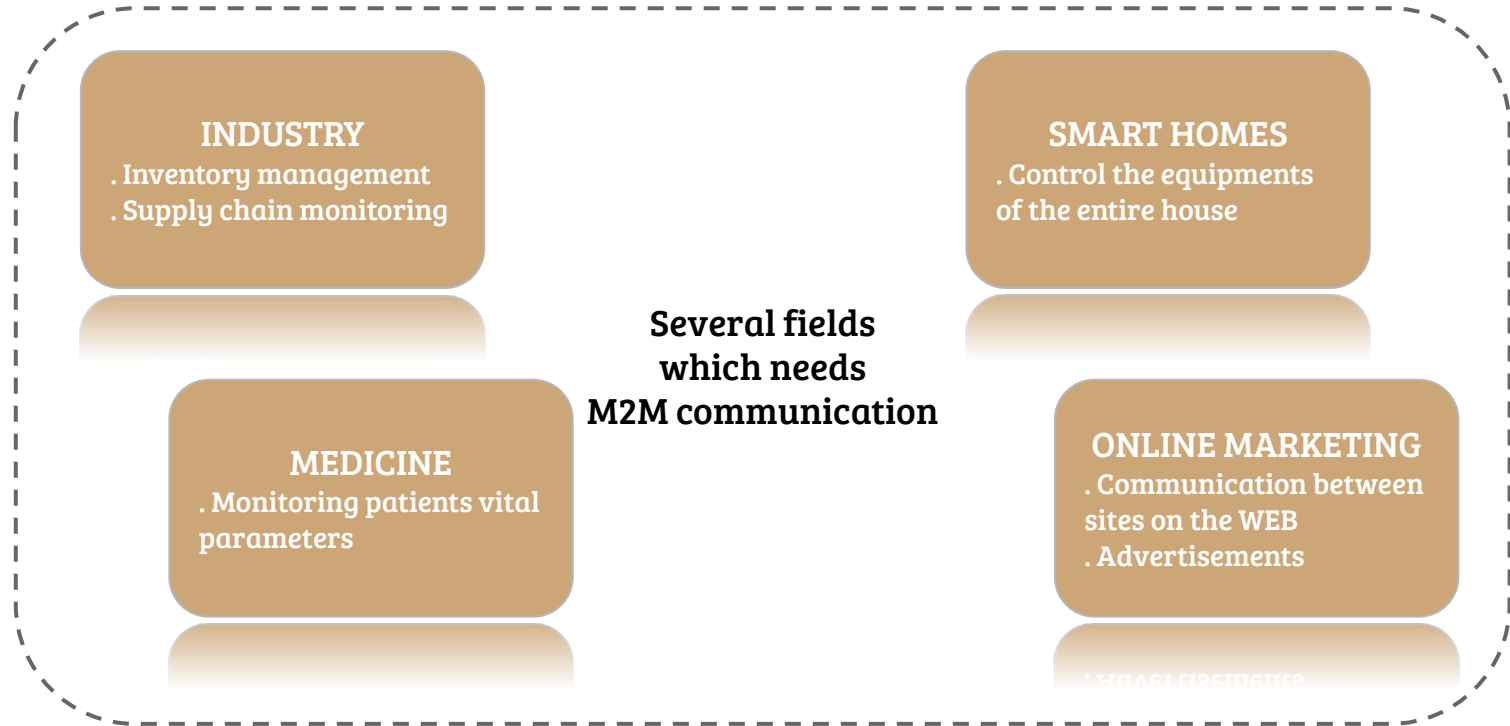 INDUSTRY
. Inventory management
. Supply chain monitoring
SMART HOMES
. Control the equipments
of the entire house
Several fields
which needs
M2M communication
MEDICINE
. Monitoring patients vital
parameters
ONLINE MARKETING
. Communication between
sites on the WEB
. Advertisements